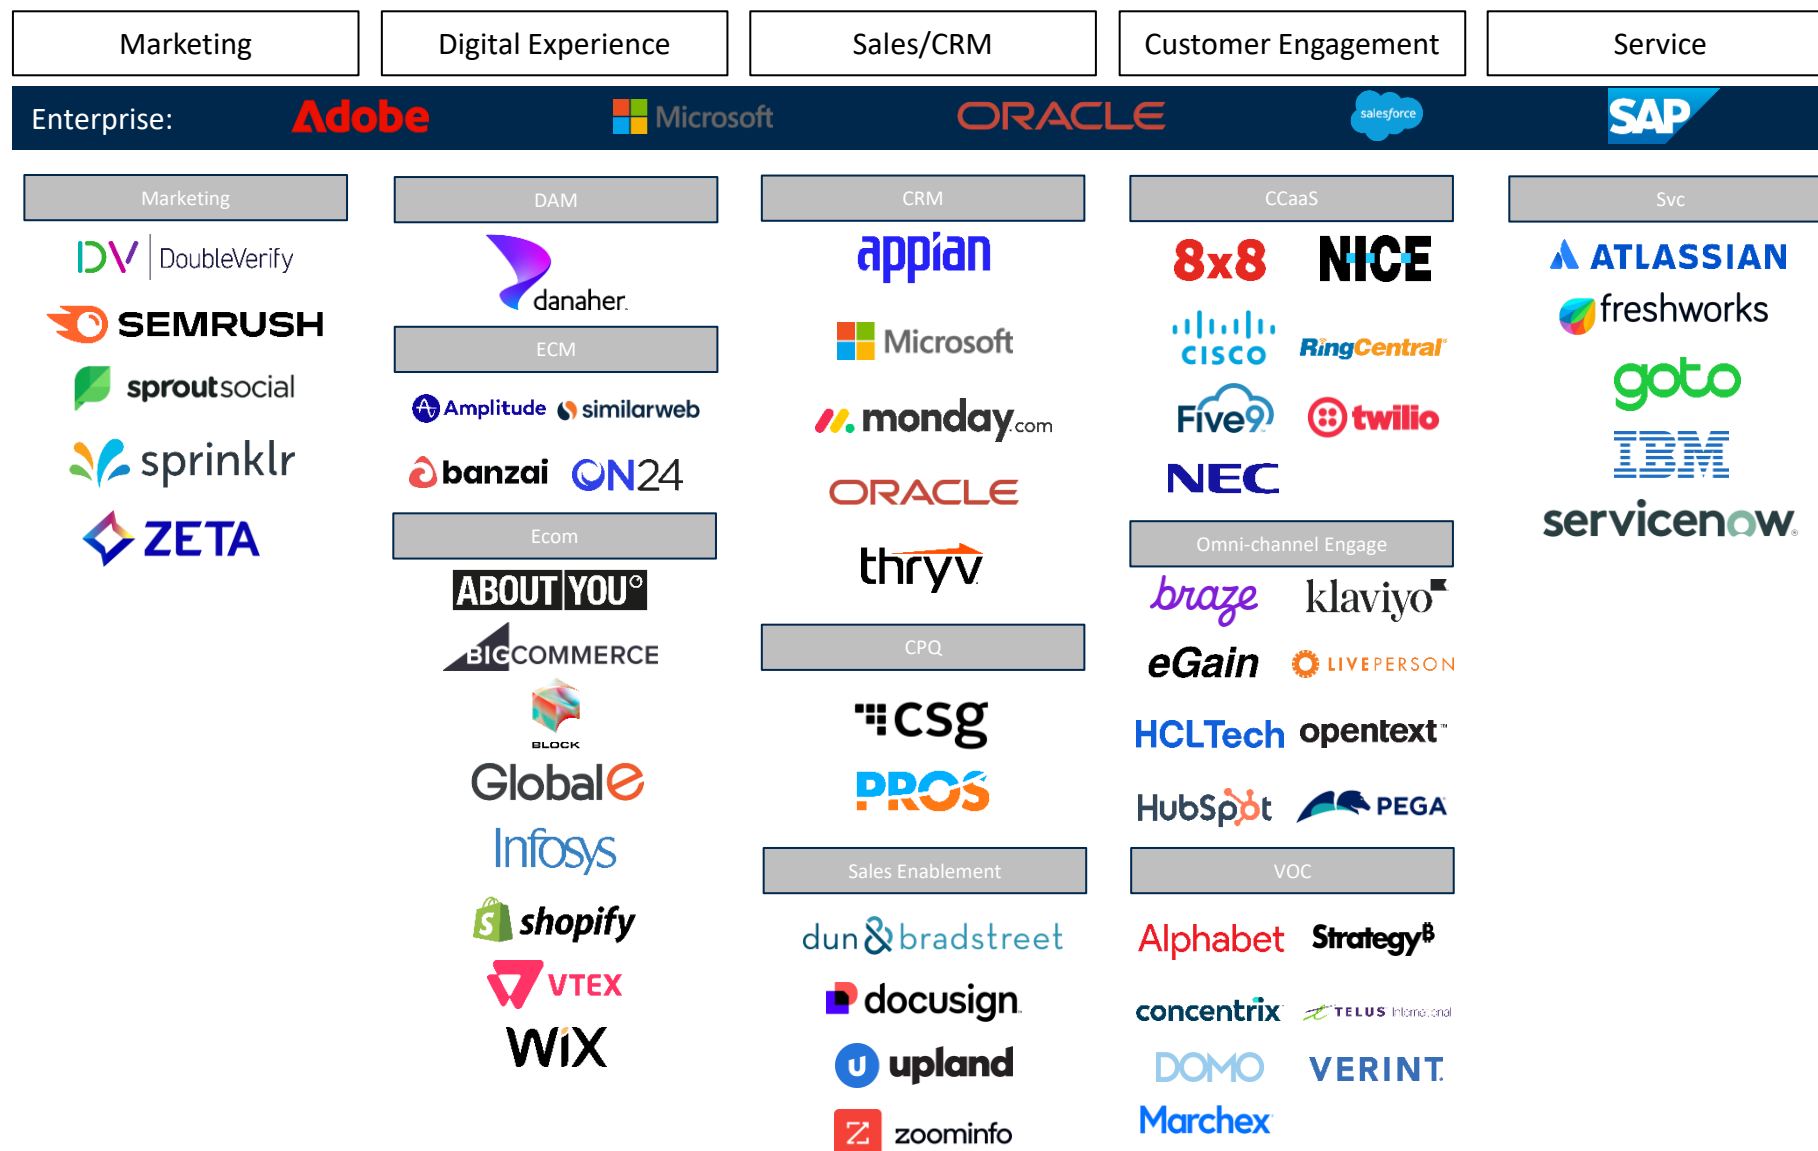 Marketing
Digital Experience
Sales/CRM
Customer Engagement
Service
Enterprise:
Adobe
Microsoft
ORACLE
salesforce
SAP
Marketing
DV DoubleVerify
SEMRUSH
sproutsocial
sprinklr
ZETA
DAM
danaher.
ECM
Amplitude similarweb
banzai ON24
Ecom
ABOUT YOU°
BIGCOMMERCE
BLOCK
Globale
Infosys
S shopify
VTEX
WiX
CRM
appian
Microsoft
monday.com
ORACLE
thryv
CPQ
csg
PROS
Sales Enablement
dun & bradstreet
docusign
u upland
Z zoominfo
CCaaS
8x8 NICE
CISCO RingCentral®
Five9 twilio
NEC
Omni-channel Engage
braze klaviyo
eGain LIVEPERSON
HCLTech opentext™
HubSpot PEGA
VOC
Alphabet Strategy₿
concentrix TELUS International
DOMO VERINT.
Marchex
Svc
ATLASSIAN
freshworks
goto
IBM
servicenow®